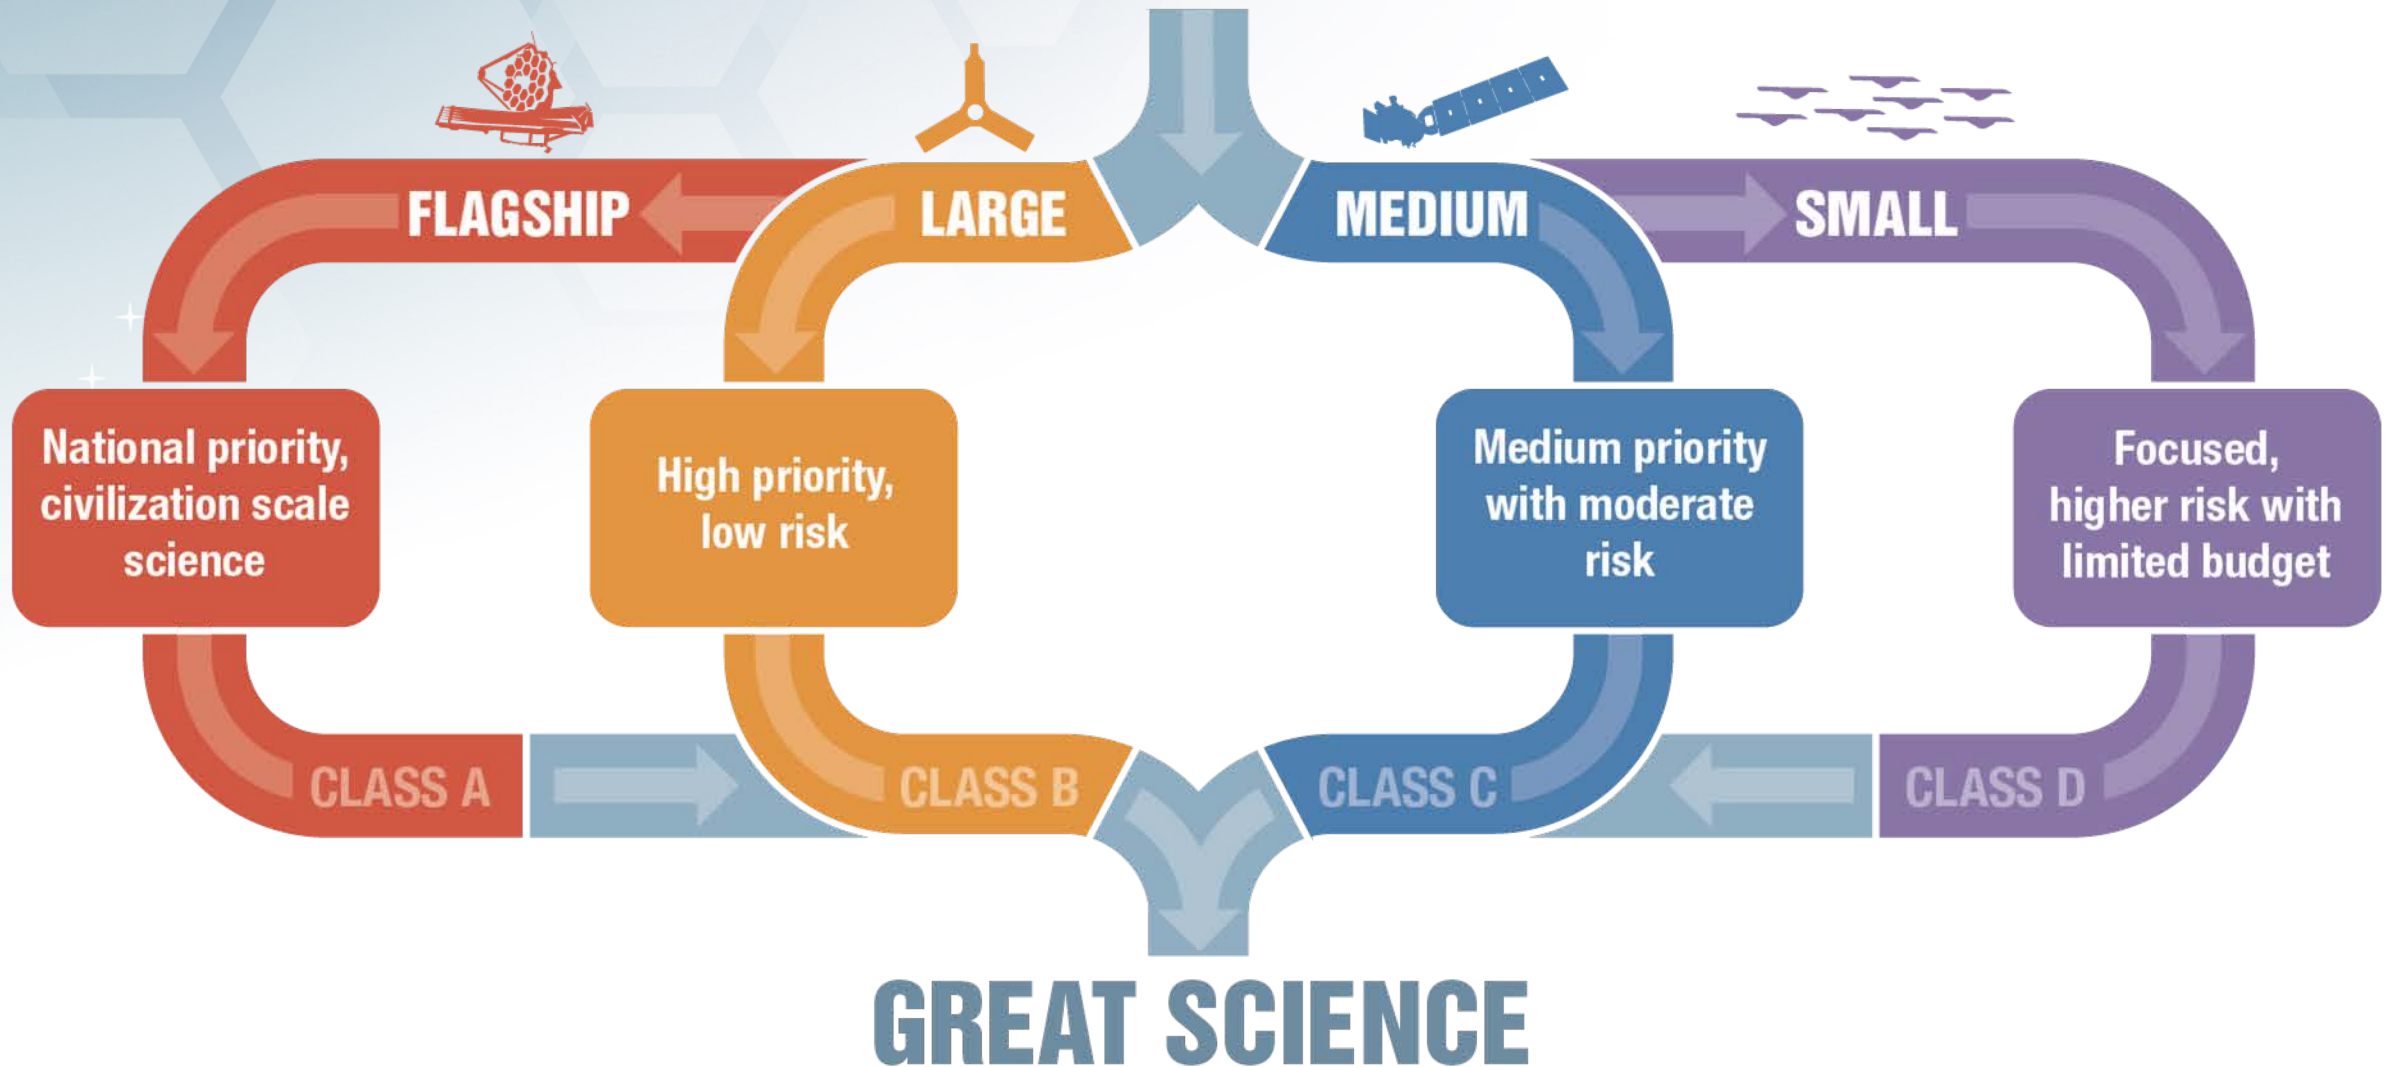 FLAGSHIP
LARGE
MEDIUM
SMALL
National priority,
civilization scale
science
High priority,
low risk
Medium priority
with moderate
risk
Focused,
higher risk with
limited budget
CLASS A
CLASS B
CLASS C
CLASS D
GREAT SCIENCE